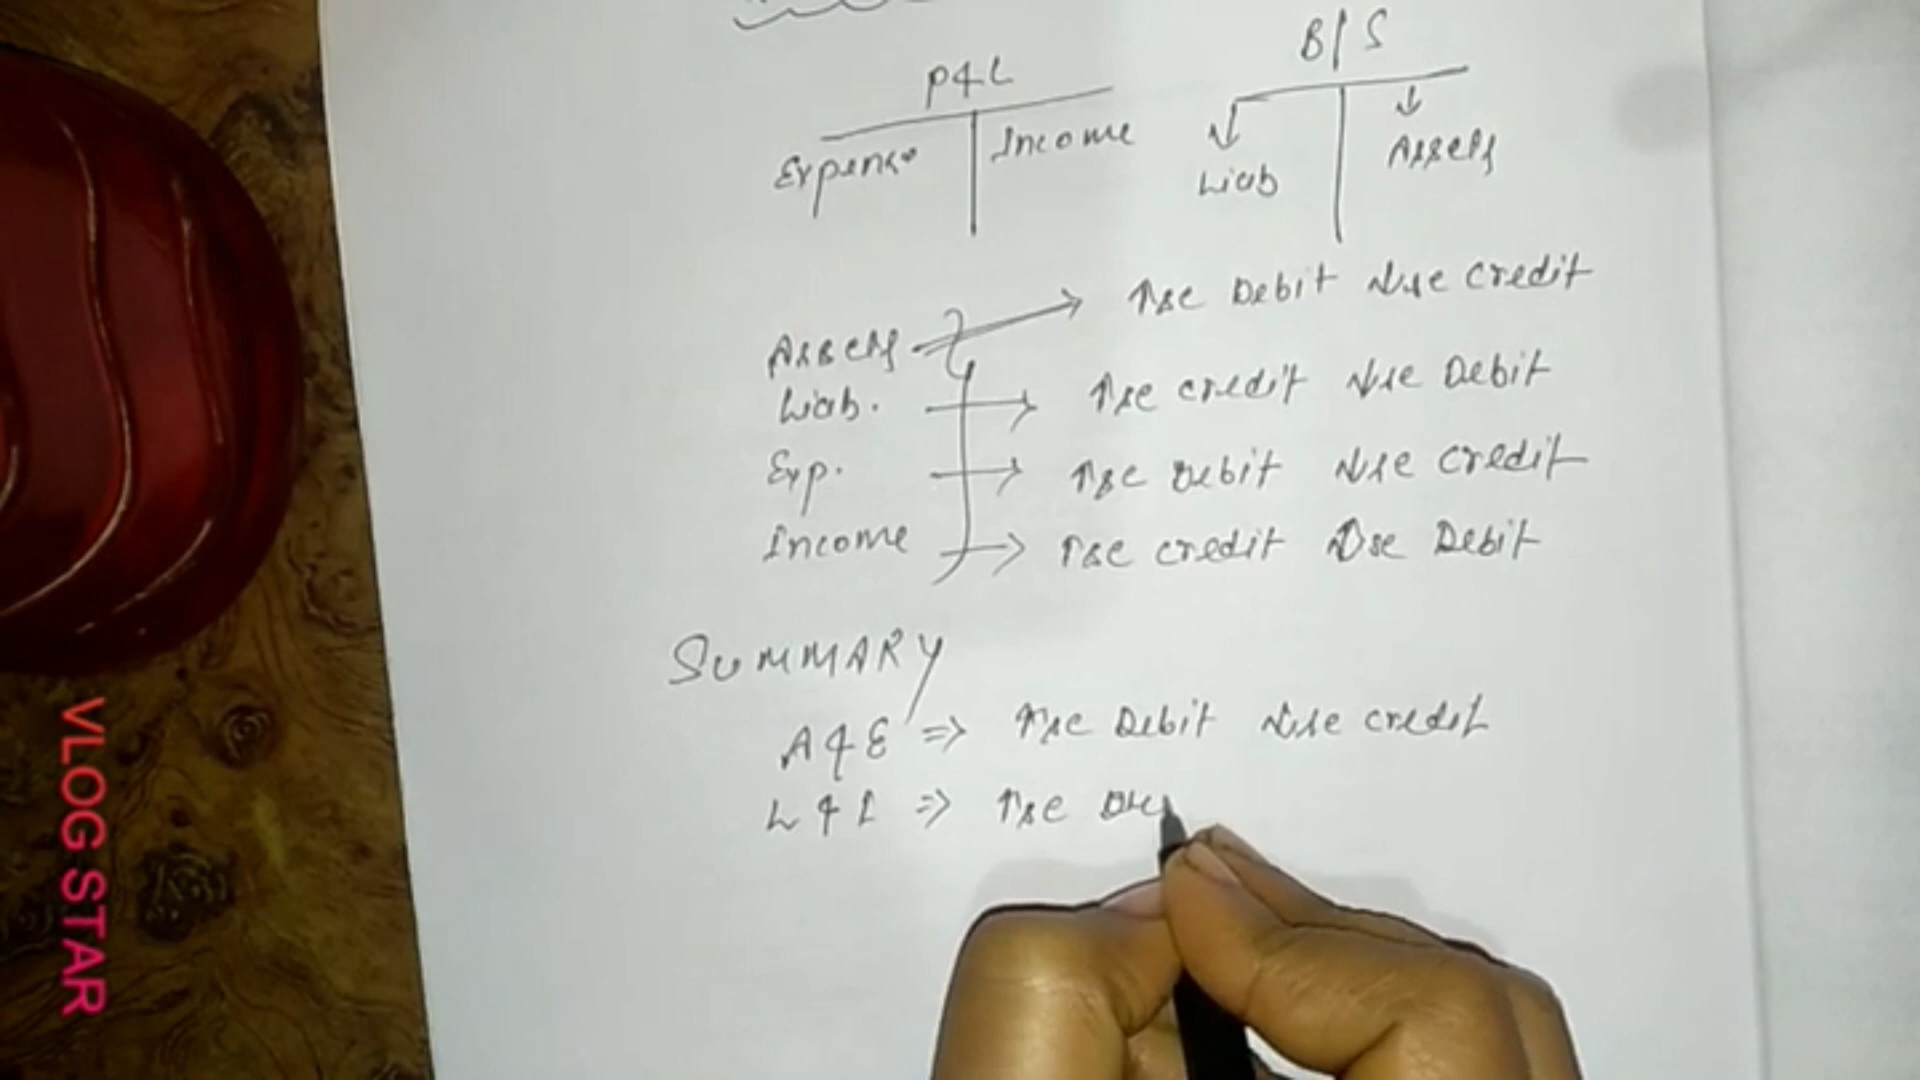 P&L
B/S
Expense
Income
Liab
Assets
Assets → ↑se Debit ↓se credit
Liab. → ↑se credit ↓se Debit
Exp. → ↑se Debit ↓se credit
Income → ↑se credit ↓se Debit
SUMMARY
A & E => ↑se Debit ↓se credit
L & I => ↑se
VLOG STAR